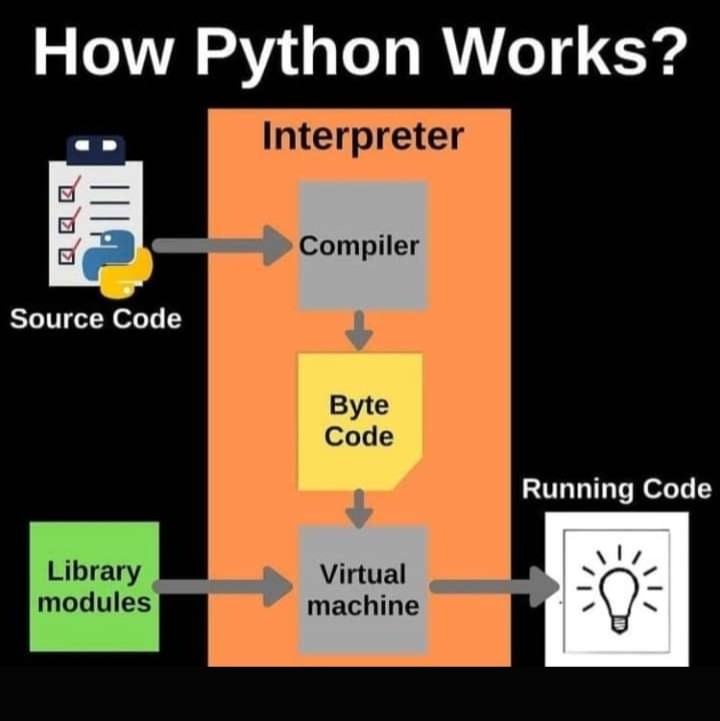 How Python Works?
Interpreter
Compiler
Source Code
Byte
Code
Running Code
Library
modules
Virtual
machine